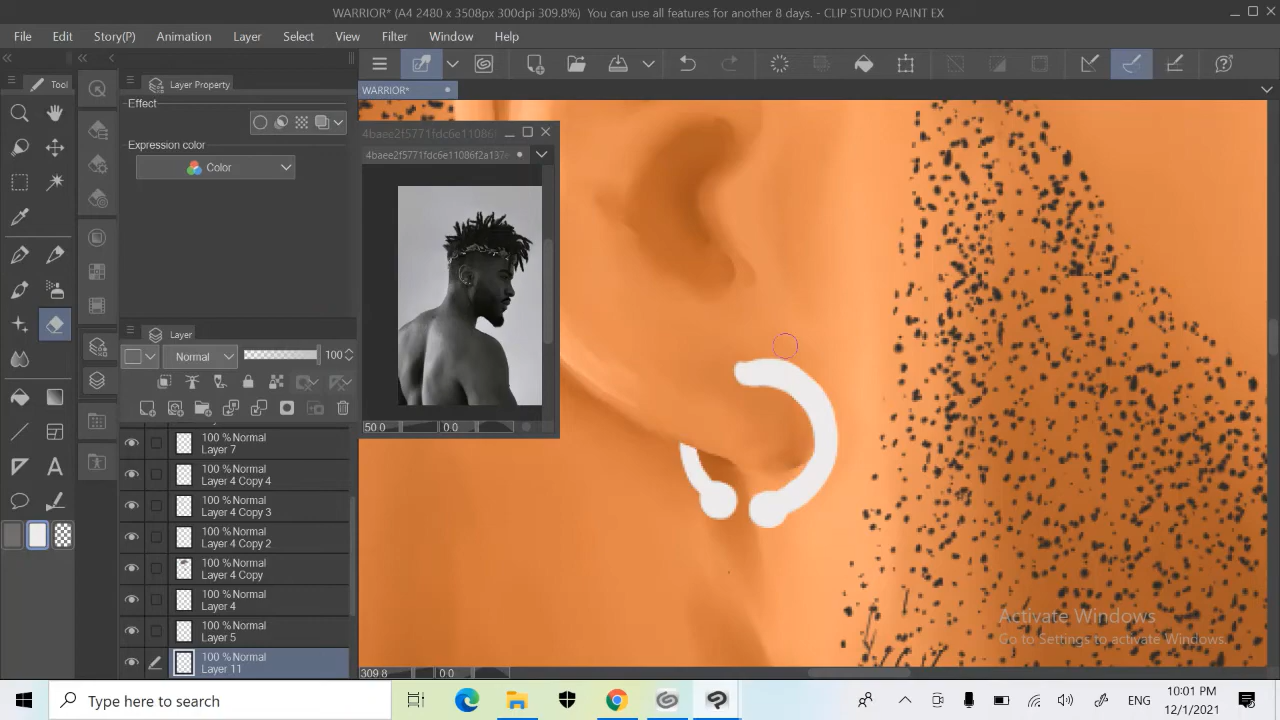 WARRIOR* (A4 2480 x 3508px 300dpi 309.8%)  You can use all features for another 8 days. - CLIP STUDIO PAINT EX
File Edit Story(P) Animation Layer Select View Filter Window Help
Tool
Layer Property
WARRIOR*
Effect
Expression color
Color
4baee2f5771fdc6e11086f
4baee2f5771fdc6e11086f2a137
Layer
Normal
100
100 %Normal
Layer 7
100 %Normal
Layer 4 Copy 4
100 %Normal
Layer 4 Copy 3
100 %Normal
Layer 4 Copy 2
100 %Normal
Layer 4 Copy
100 %Normal
Layer 4
100 %Normal
Layer 5
100 %Normal
Layer 11
50.0
0.0
309.8
0.0
Activate Windows
Go to Settings to activate Windows.
Type here to search
ENG
10:01 PM
12/1/2021